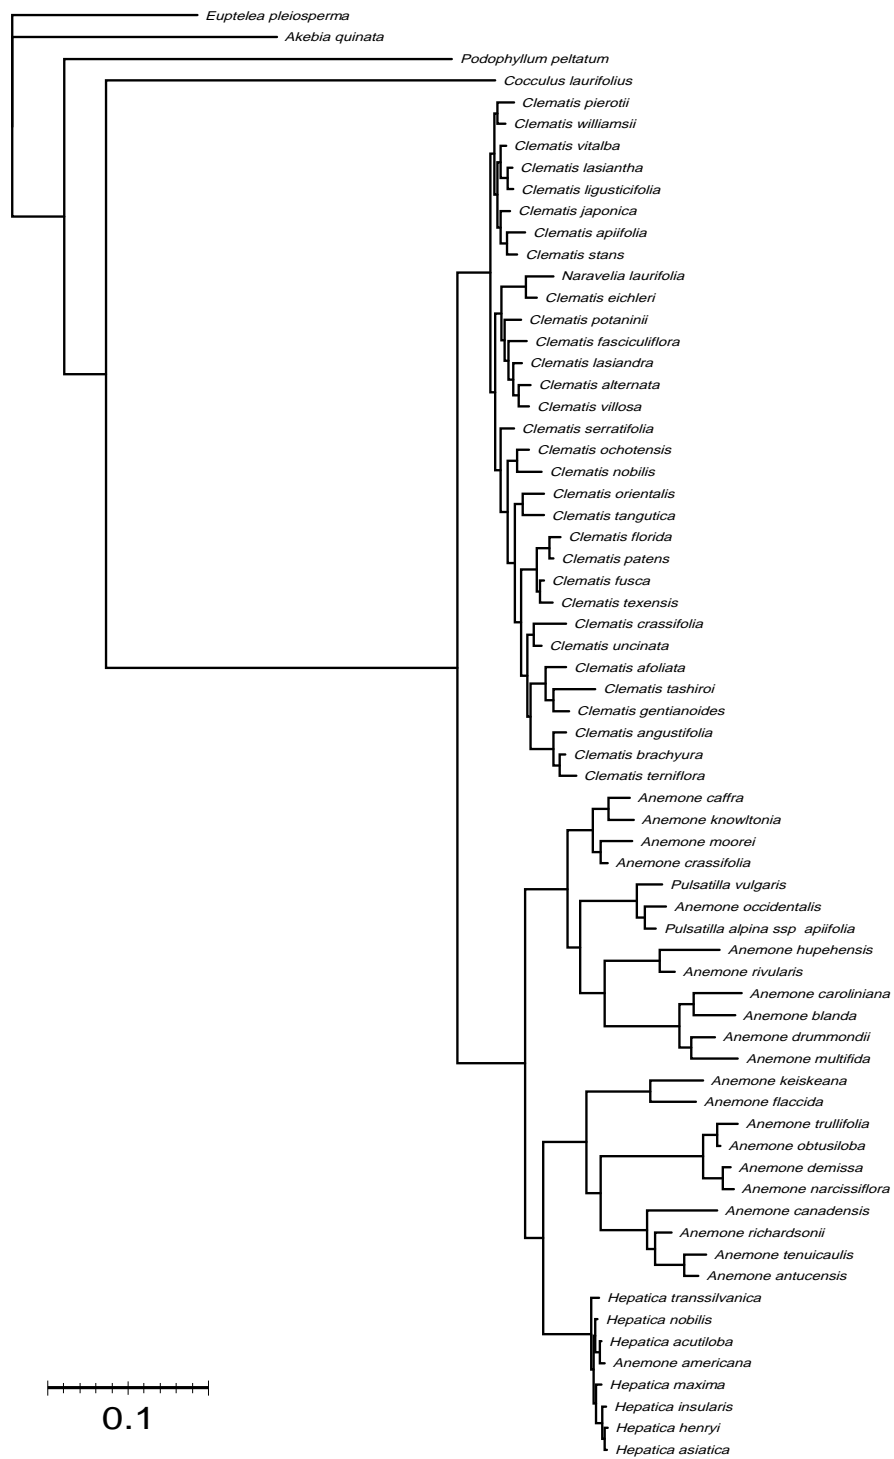 Euptelea pleiosperma
Akebia quinata
Podophyllum peltatum
Cocculus laurifolius
Clematis pierotii
Clematis williamsii
Clematis vitalba
Clematis lasiantha
Clematis ligusticifolia
Clematis japonica
Clematis apiifolia
Clematis stans
Naravelia laurifolia
Clematis eichleri
Clematis potaninii
Clematis fasciculiflora
Clematis lasiandra
Clematis alternata
Clematis villosa
Clematis serratifolia
Clematis ochotensis
Clematis nobilis
Clematis orientalis
Clematis tangutica
Clematis florida
Clematis patens
Clematis fusca
Clematis texensis
Clematis crassifolia
Clematis uncinata
Clematis afoliata
Clematis tashiroi
Clematis gentianoides
Clematis angustifolia
Clematis brachyura
Clematis terniflora
Anemone caffra
Anemone knowltonia
Anemone moorei
Anemone crassifolia
Pulsatilla vulgaris
Anemone occidentalis
Pulsatilla alpina ssp apiifolia
Anemone hupehensis
Anemone rivularis
Anemone caroliniana
Anemone blanda
Anemone drummondii
Anemone multifida
Anemone keiskeana
Anemone flaccida
Anemone trullifolia
Anemone obtusiloba
Anemone demissa
Anemone narcissiflora
Anemone canadensis
Anemone richardsonii
Anemone tenuicaulis
Anemone antucensis
Hepatica transsilvanica
Hepatica nobilis
Hepatica acutiloba
Anemone americana
Hepatica maxima
Hepatica insularis
Hepatica henryi
Hepatica asiatica
0.1